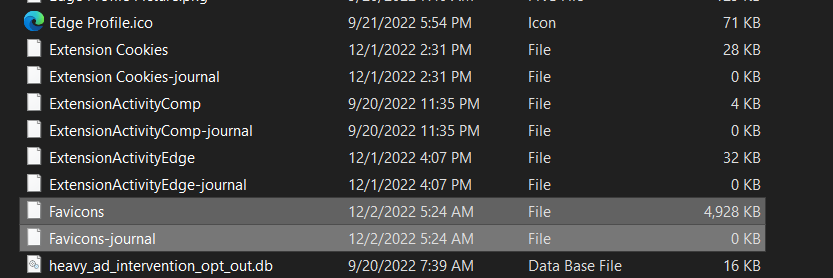 Edge Profile.ico 9/21/2022 5:54 PM Icon 71 KB
Extension Cookies 12/1/2022 2:31 PM File 28 KB
Extension Cookies-journal 12/1/2022 2:31 PM File 0 KB
ExtensionActivityComp 9/20/2022 11:35 PM File 4 KB
ExtensionActivityComp-journal 9/20/2022 11:35 PM File 0 KB
ExtensionActivityEdge 12/1/2022 4:07 PM File 32 KB
ExtensionActivityEdge-journal 12/1/2022 4:07 PM File 0 KB
Favicons 12/2/2022 5:24 AM File 4,928 KB
Favicons-journal 12/2/2022 5:24 AM File 0 KB
heavy_ad_intervention_opt_out.db 9/20/2022 7:39 AM Data Base File 16 KB